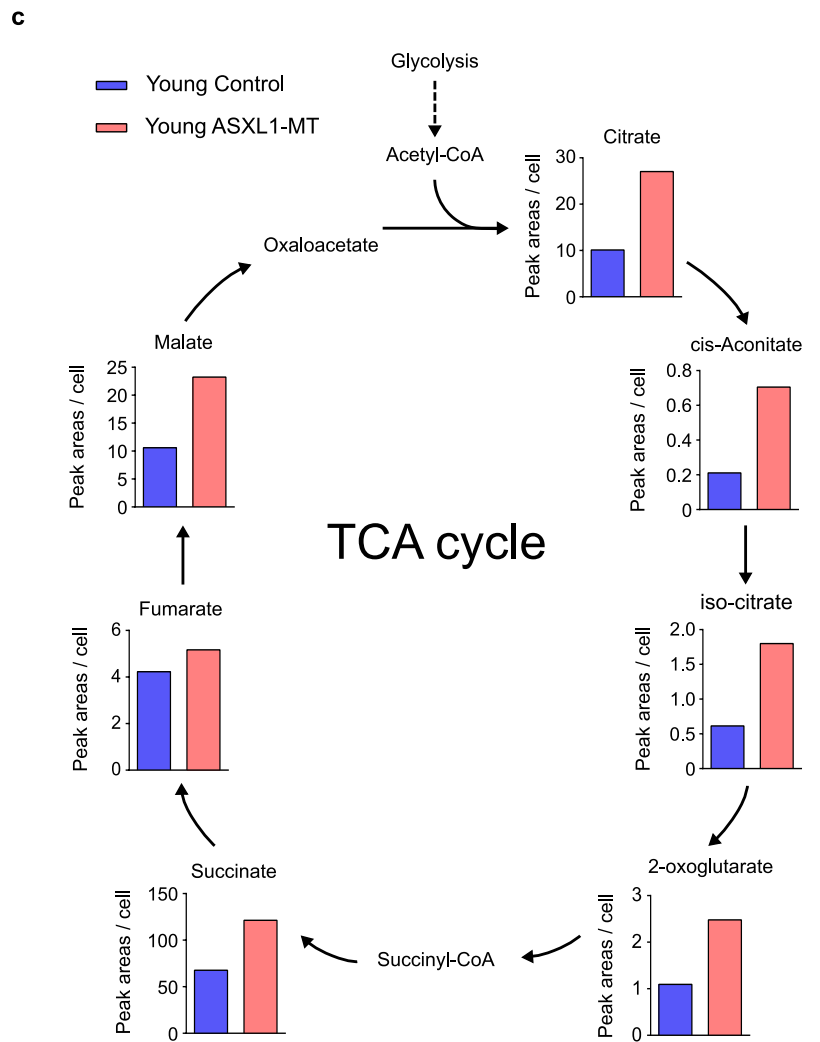 c
Young Control
Young ASXL1-MT
Glycolysis
Acetyl-CoA
Oxaloacetate
Citrate
Peak areas / cell
30
20
10
0
cis-Aconitate
Peak areas / cell
0.8
0.6
0.4
0.2
0
Malate
Peak areas / cell
25
20
15
10
5
0
TCA cycle
iso-citrate
Peak areas / cell
2.0
1.5
1.0
0.5
0
Fumarate
Peak areas / cell
6
4
2
0
2-oxoglutarate
Peak areas / cell
3
2
1
0
Succinate
Peak areas / cell
150
100
50
0
Succinyl-CoA